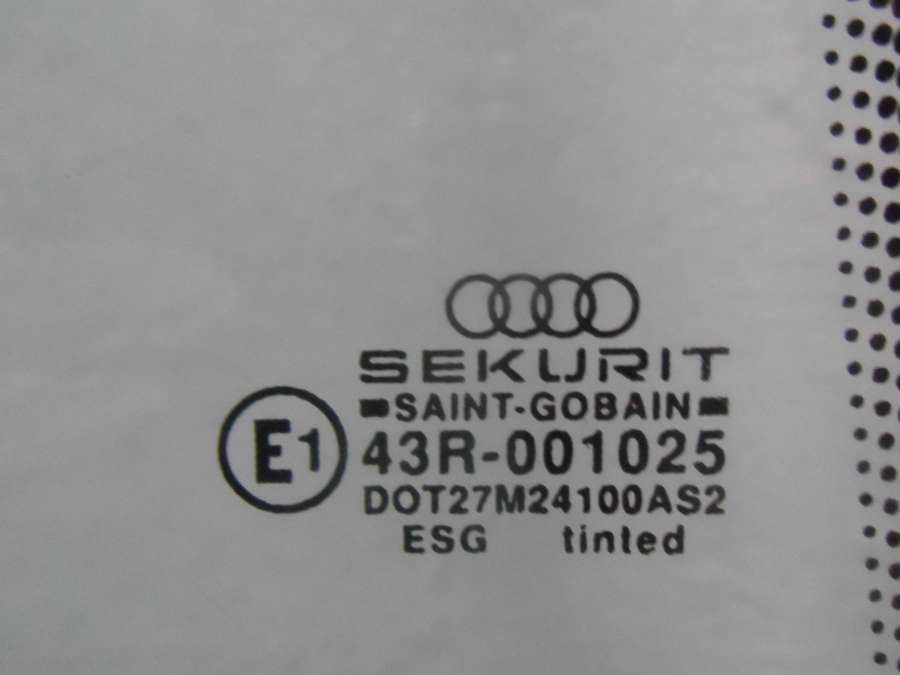 SEKURIT
SAINT-GOBAIN
E1 43R-001025
DOT27M24100AS2
ESG tinted